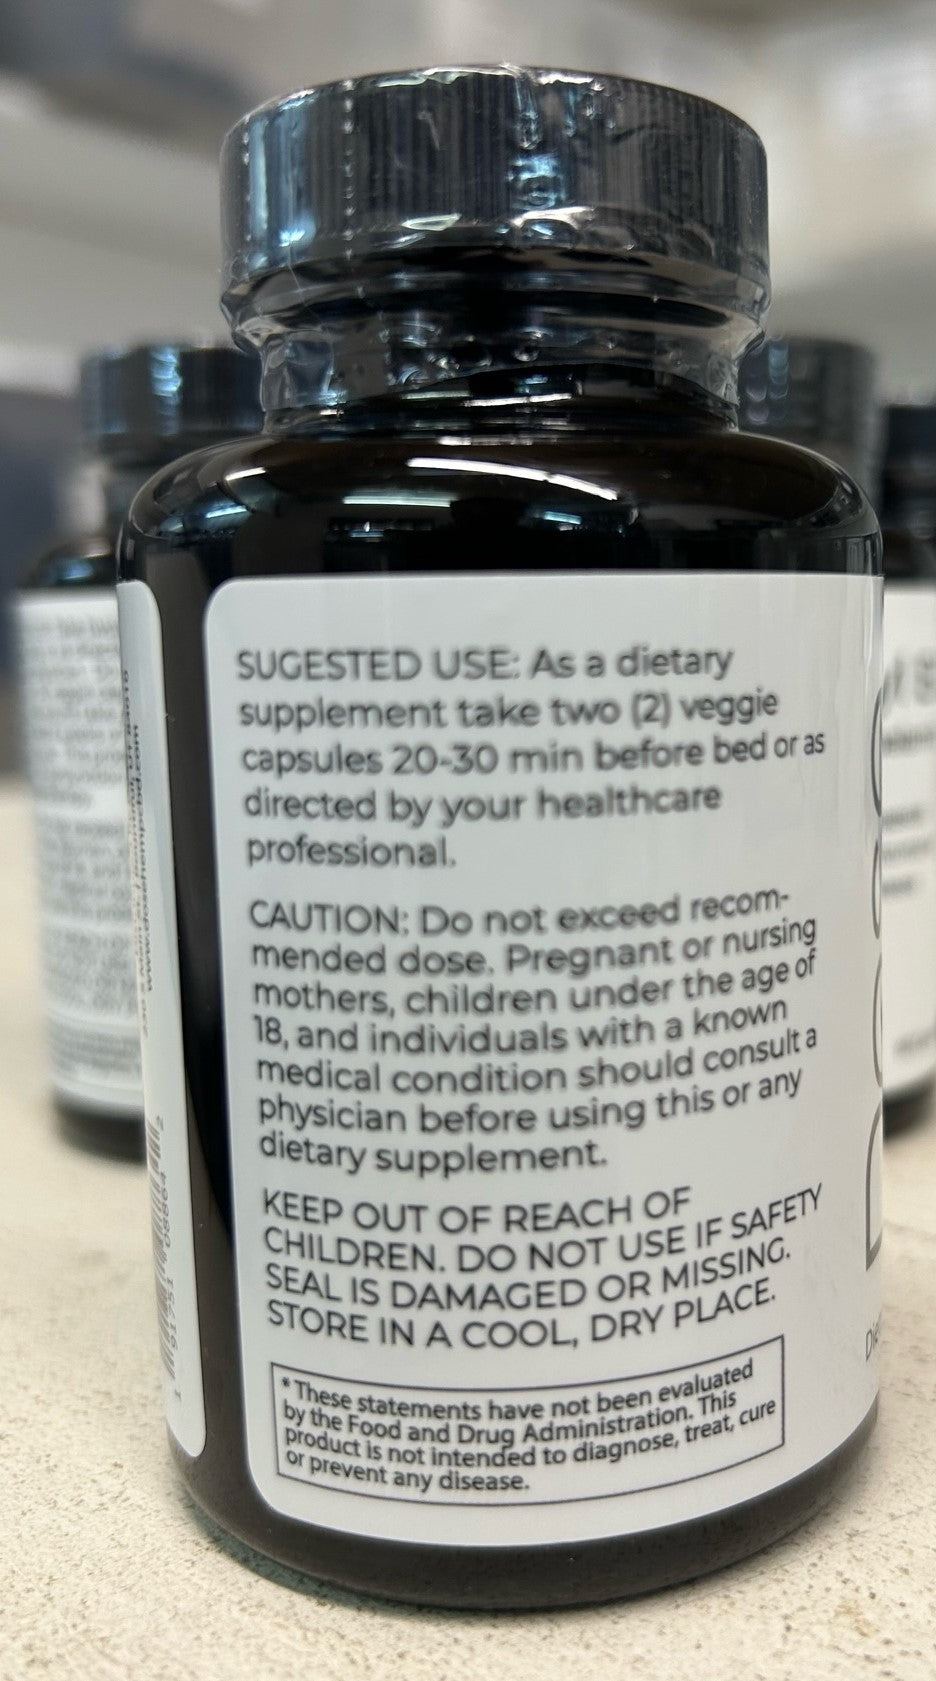 SUGESTED USE: As a dietary
supplement take two (2) veggie
capsules 20-30 min before bed or as
directed by your healthcare
professional.
CAUTION: Do not exceed recom-
mended dose. Pregnant or nursing
mothers, children under the age of
18, and individuals with a known
medical condition should consult a
physician before using this or any
dietary supplement.
KEEP OUT OF REACH OF
CHILDREN. DO NOT USE IF SAFETY
SEAL IS DAMAGED OR MISSING.
STORE IN A COOL, DRY PLACE.
* These statements have not been evaluated
by the Food and Drug Administration. This
product is not intended to diagnose, treat, cure
or prevent any disease.
www.dosehempcbd.com